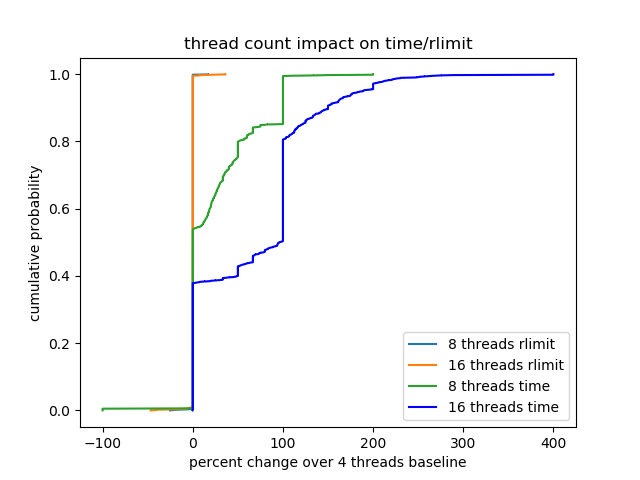 thread count impact on time/rlimit
cumulative probability
1.0
0.8
0.6
0.4
0.2
0.0
8 threads rlimit
16 threads rlimit
8 threads time
16 threads time
−100
0
100
200
300
400
percent change over 4 threads baseline